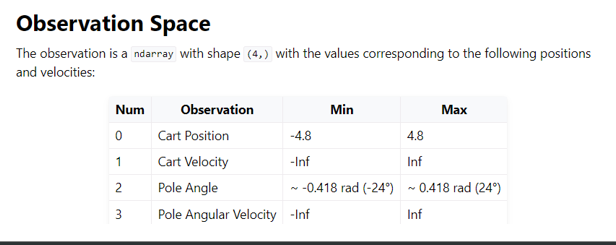 Observation Space
The observation is a ndarray with shape (4,) with the values corresponding to the following positions
and velocities:
Num Observation Min Max
0 Cart Position -4.8 4.8
1 Cart Velocity -Inf Inf
2 Pole Angle ~ -0.418 rad (-24°) ~ 0.418 rad (24°)
3 Pole Angular Velocity -Inf Inf